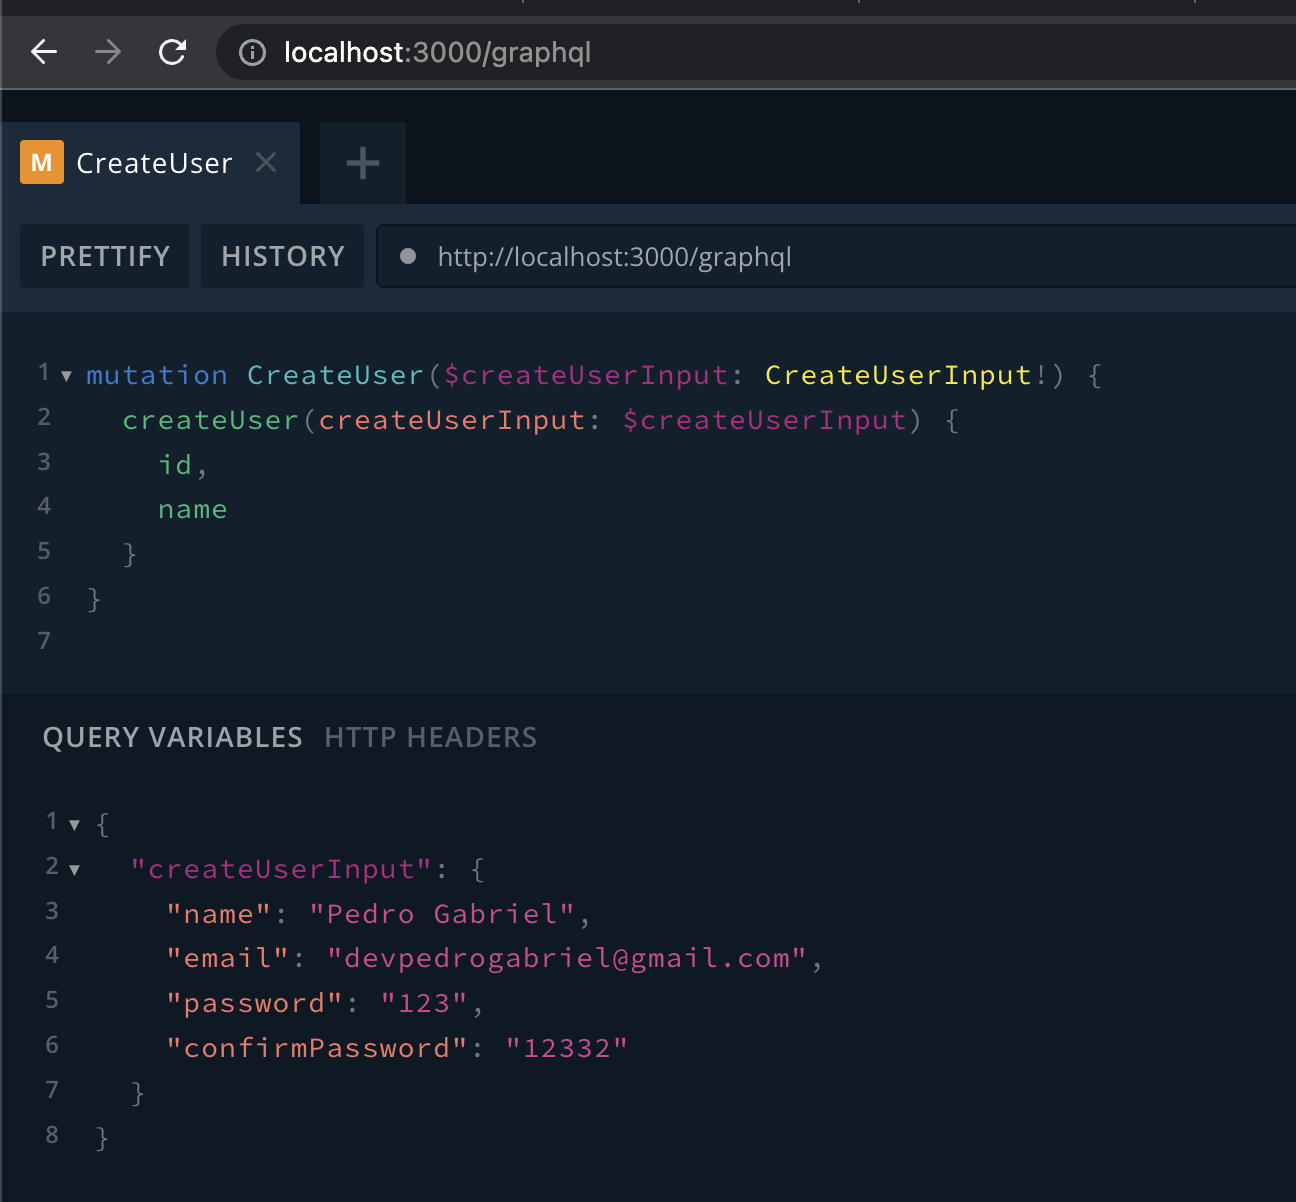 localhost:3000/graphql
M CreateUser
PRETTIFY HISTORY http://localhost:3000/graphql
1 mutation CreateUser($createUserInput: CreateUserInput!) {
2 createUser(createUserInput: $createUserInput) {
3 id,
4 name
5 }
6 }
7
QUERY VARIABLES HTTP HEADERS
1 {
2 "createUserInput": {
3 "name": "Pedro Gabriel",
4 "email": "devpedrogabriel@gmail.com",
5 "password": "123",
6 "confirmPassword": "12332"
7 }
8 }